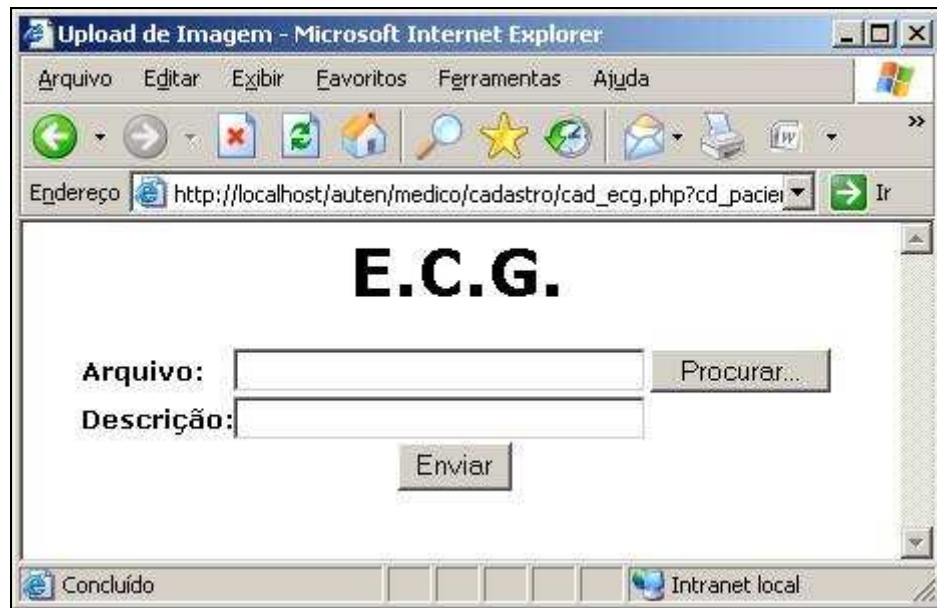 Upload de Imagem - Microsoft Internet Explorer
Arquivo Editar Exibir Favoritos Ferramentas Ajuda
»
Endereço http://localhost/auten/medico/cadastro/cad_ecg.php?cd_pacie Ir
E.C.G.
Arquivo: Procurar...
Descrição:
Enviar
Concluído Intranet local